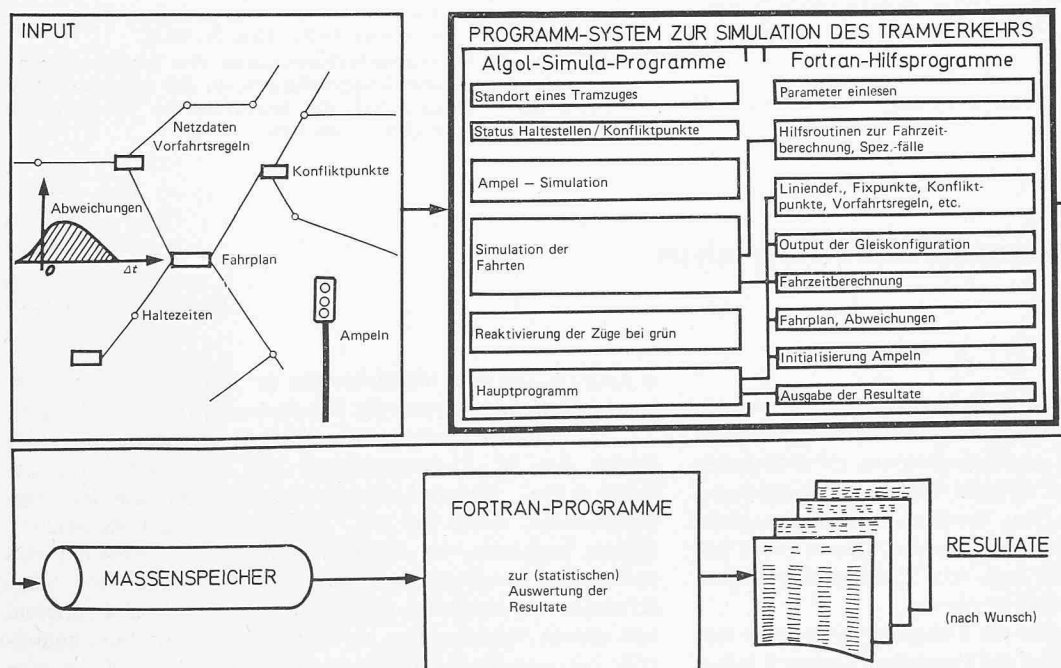 INPUT
Netzdaten
Vorfahrtsregeln
Konfliktpunkte
Abweichungen
O
Δt
Fahrplan
Haltezeiten
Ampeln
PROGRAMM-SYSTEM ZUR SIMULATION DES TRAMVERKEHRS
Algol-Simula-Programme
Standort eines Tramzuges
Status Haltestellen / Konfliktpunkte
Ampel – Simulation
Simulation der
Fahrten
Reaktivierung der Züge bei grün
Hauptprogramm
Fortran-Hilfsprogramme
Parameter einlesen
Hilfsroutinen zur Fahrzeit-
berechnung, Spez.-fälle
Liniendef., Fixpunkte, Konflikt-
punkte, Vorfahrtsregeln, etc.
Output der Gleiskonfiguration
Fahrzeitberechnung
Fahrplan, Abweichungen
Initialisierung Ampeln
Ausgabe der Resultate
MASSENSPEICHER
FORTRAN-PROGRAMME
zur (statistischen)
Auswertung der
Resultate
RESULTATE
(nach Wunsch)